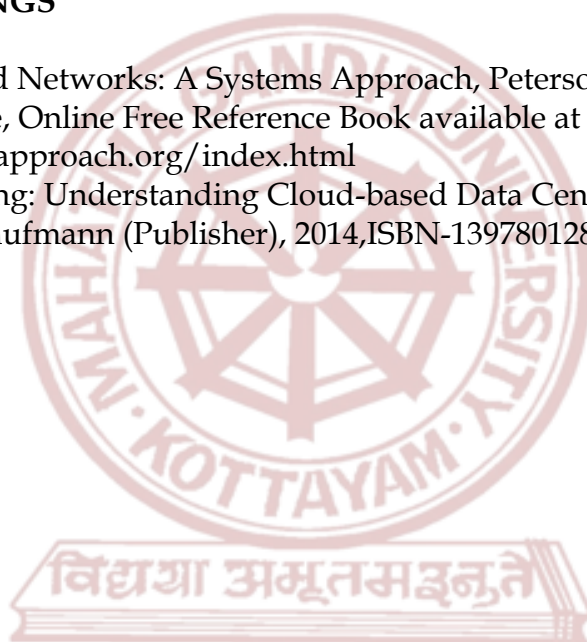 NGS
d Networks: A Systems Approach, Peterso
e, Online Free Reference Book available at
approach.org/index.html
ng: Understanding Cloud-based Data Cen
aufmann (Publisher), 2014,ISBN-139780128
MAHATMA GANDHI UNIVERSITY
KOTTAYAM
विद्यया अमृतमश्नुते